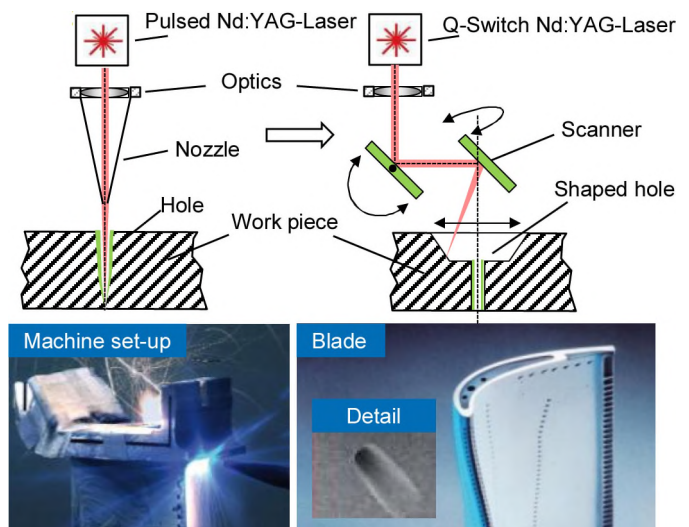 Pulsed Nd:YAG-Laser
Q-Switch Nd:YAG-Laser
Optics
Scanner
Nozzle
Shaped hole
Hole
Work piece
Machine set-up
Blade
Detail